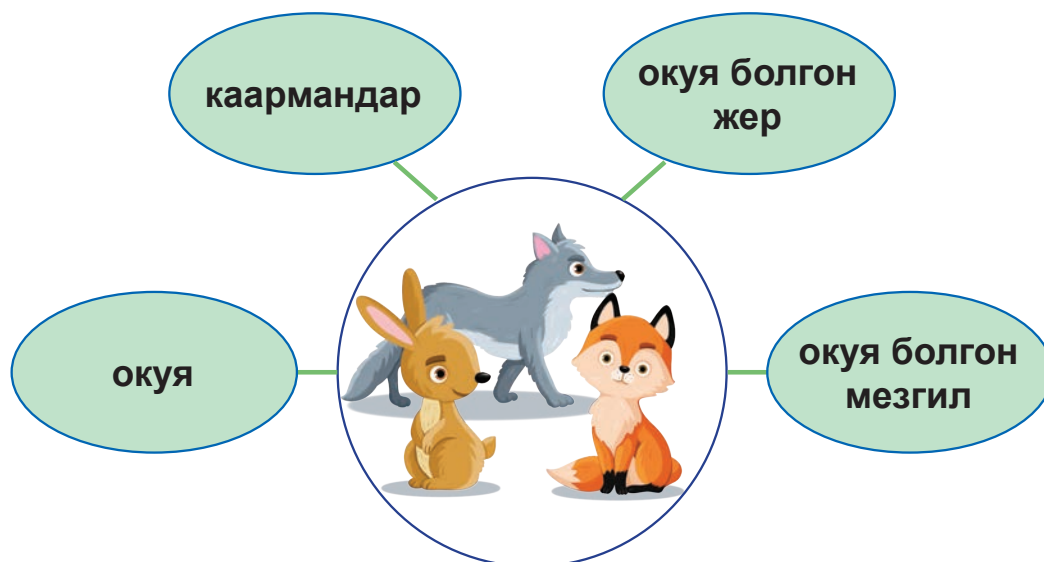 каармандар
окуя болгон
жер
окуя
окуя болгон
мезгил